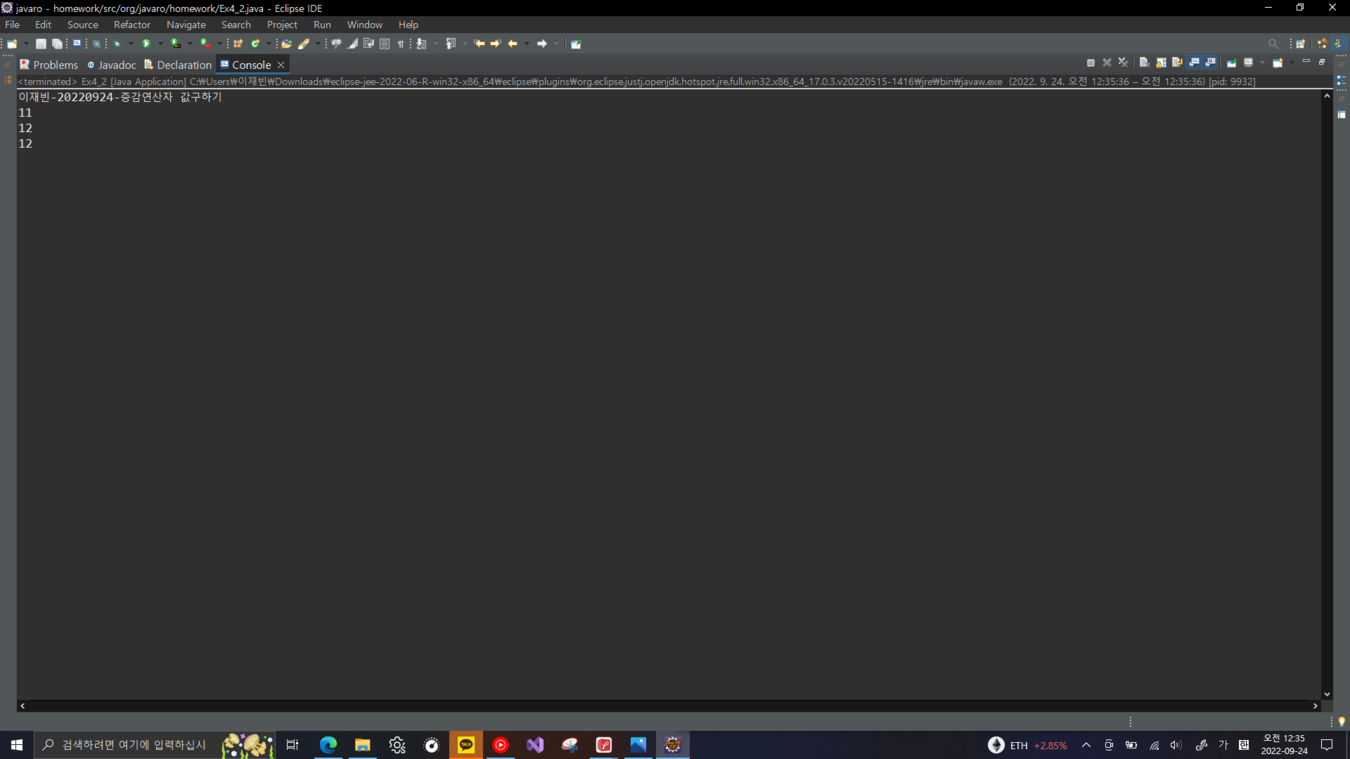 javaro - homework/src/org/javaro/homework/Ex4_2.java - Eclipse IDE
File Edit Source Refactor Navigate Search Project Run Window Help
Problems Javadoc Declaration Console
<terminated> Ex4_2 [Java Application] C:₩Users₩이재빈₩Downloads₩eclipse-jee-2022-06-R-win32-x86_64₩eclipse₩plugins₩org.eclipse.justj.openjdk.hotspot.jre.full.win32.x86_64_17.0.3.v20220515-1416₩jre₩bin₩javaw.exe (2022. 9. 24. 오전 12:35:36 – 오전 12:35:36) [pid: 9932]
이재빈-20220924-증감연산자 값구하기
11
12
12
검색하려면 여기에 입력하십시
TALK
ETH +2.85%
가
한
오전 12:35
2022-09-24